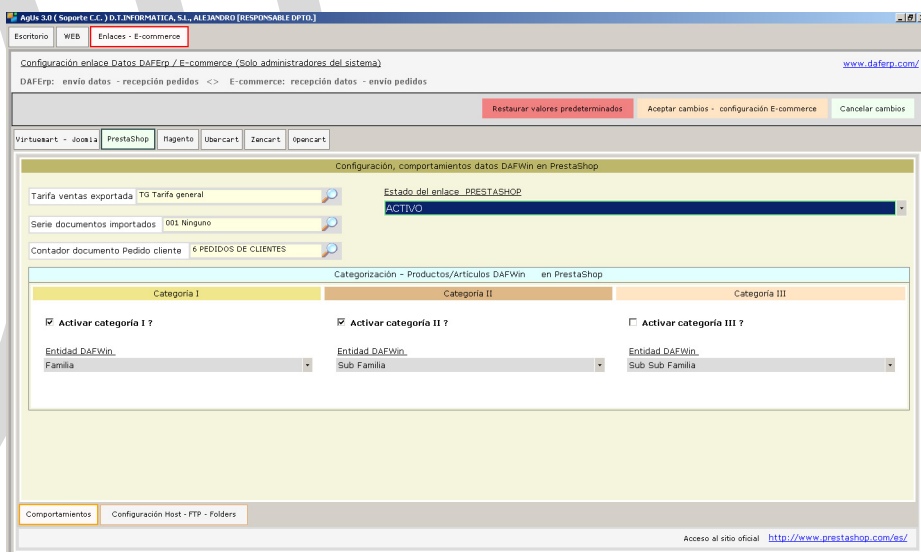 AgUs 3.0 ( Soporte C.C. ) D.T.INFORMATICA, S.L., ALEJANDRO [RESPONSABLE DPTO.]
Escritorio WEB Enlaces - E-commerce
Configuración enlace Datos DAFErp / E-commerce (Solo administradores del sistema) www.daferp.com/
DAFErp: envío datos - recepción pedidos <> E-commerce: recepción datos - envío pedidos
Restaurar valores predeterminados Aceptar cambios - configuración E-commerce Cancelar cambios
Virtuemart - Joomla PrestaShop Magento Ubercart Zencart Opencart
Configuración, comportamientos datos DAFWin en PrestaShop
Tarifa ventas exportada TG Tarifa general Estado del enlace PRESTASHOP
ACTIVO
Serie documentos importados 001 Ninguno
Contador documento Pedido cliente 6 PEDIDOS DE CLIENTES
Categorización - Productos/Artículos DAFWin en PrestaShop
Categoría I Categoría II Categoría III
Activar categoría I ? Activar categoría II ? Activar categoría III ?
Entidad DAFWin Entidad DAFWin Entidad DAFWin
Familia Sub Familia Sub Sub Familia
Comportamientos Configuración Host - FTP - Folders
Acceso al sitio oficial http://www.prestashop.com/es/